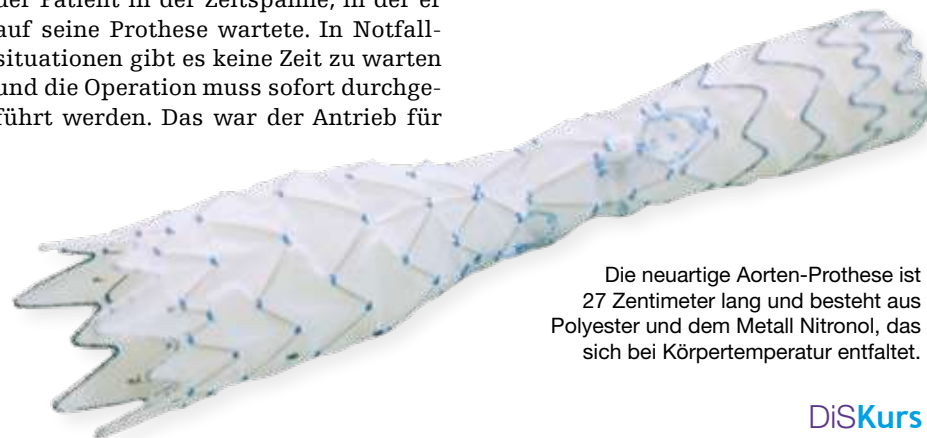 der Patient in der Zeitspanne, in der er
auf seine Prothese wartete. In Notfall-
situationen gibt es keine Zeit zu warten
und die Operation muss sofort durchge-
führt werden. Das war der Antrieb für
Die neuartige Aorten-Prothese ist
27 Zentimeter lang und besteht aus
Polyester und dem Metall Nitronol, das
sich bei Körpertemperatur entfaltet.
DiSKurs